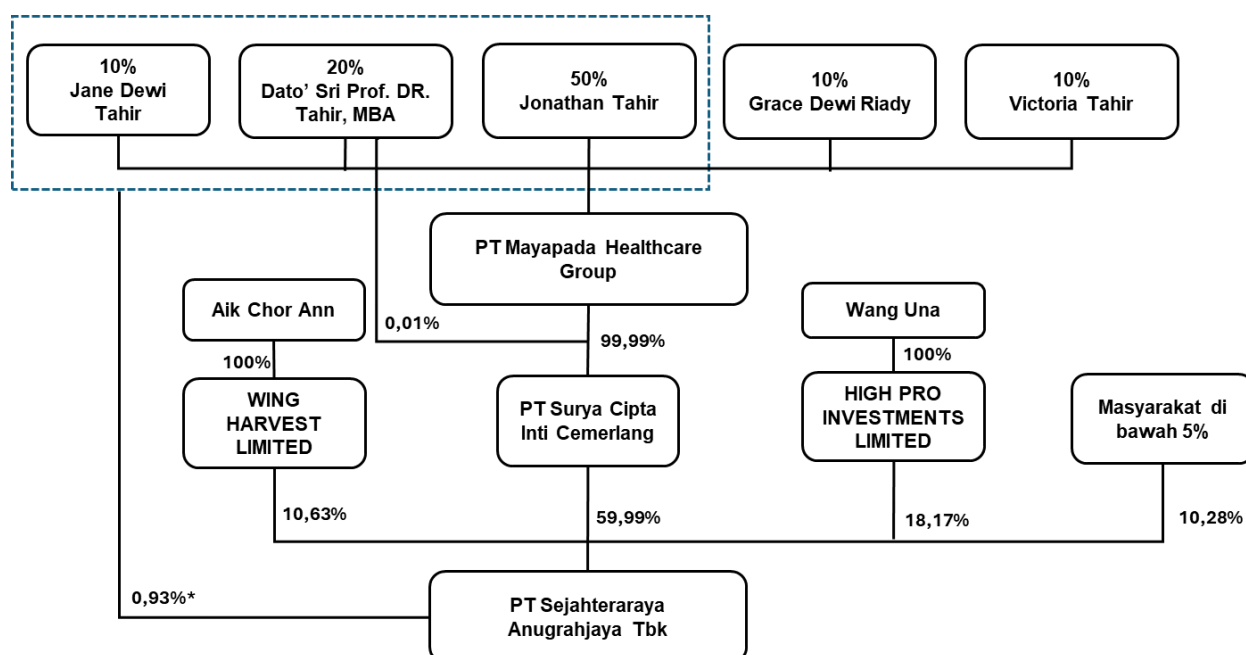 10%
Jane Dewi
Tahir
20%
Dato’ Sri Prof. DR.
Tahir, MBA
50%
Jonathan Tahir
10%
Grace Dewi Riady
10%
Victoria Tahir
PT Mayapada Healthcare
Group
Aik Chor Ann
0,01%
99,99%
Wang Una
100%
100%
WING
HARVEST
LIMITED
PT Surya Cipta
Inti Cemerlang
HIGH PRO
INVESTMENTS
LIMITED
Masyarakat di
bawah 5%
10,63%
59,99%
18,17%
10,28%
0,93%*
PT Sejahteraraya
Anugrahjaya Tbk